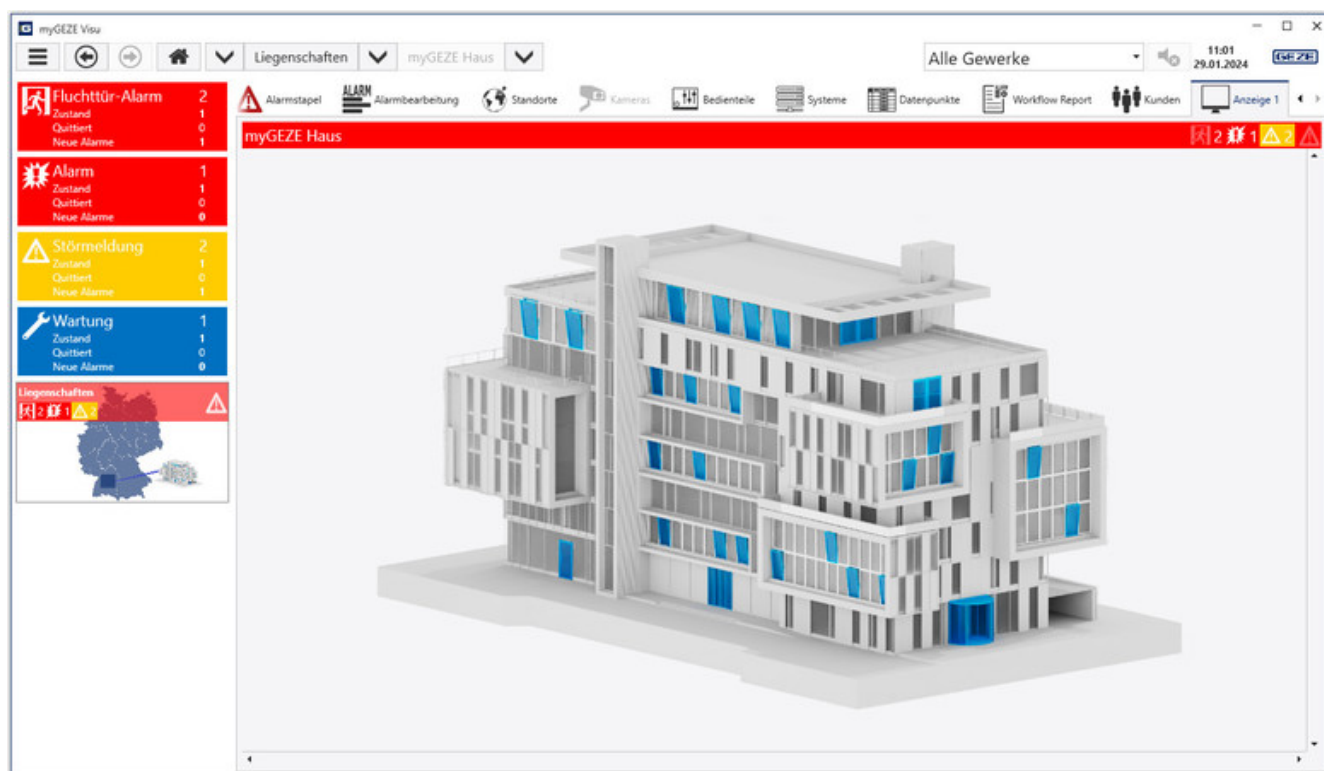 myGEZE Visu
Liegenschaften
myGEZE Haus
Alle Gewerke
11:01
29.01.2024
GEZE
Fluchttür-Alarm 2
Zustand 1
Quittiert 0
Neue Alarme 1
Alarm 1
Zustand 1
Quittiert 0
Neue Alarme 0
Störmeldung 2
Zustand 1
Quittiert 0
Neue Alarme 1
Wartung 1
Zustand 1
Quittiert 0
Neue Alarme 0
Liegenschaften
2 1 2
Alarmstapel
ALARM Alarmbearbeitung
Standorte
Kameras
Bedienteile
Systeme
Datenpunkte
Workflow Report
Kunden
Anzeige 1
myGEZE Haus 2 1 2